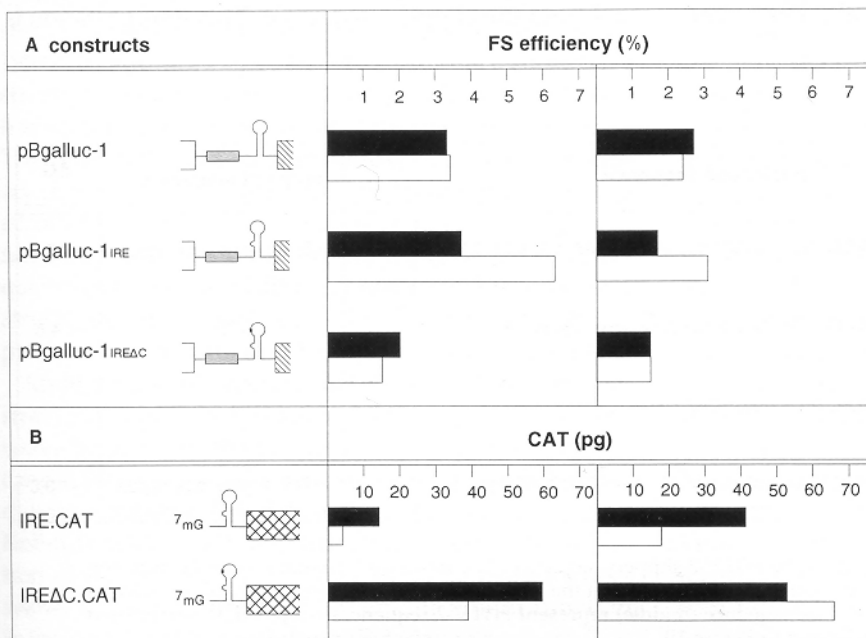 A constructs
FS efficiency (%)
1 2 3 4 5 6 7
1 2 3 4 5 6 7
pBgalluc-1
pBgalluc-1IRE
pBgalluc-1IREΔC
B
CAT (pg)
10 20 30 40 50 60 70
10 20 30 40 50 60 70
IRE.CAT
7mG
IREΔC.CAT
7mG